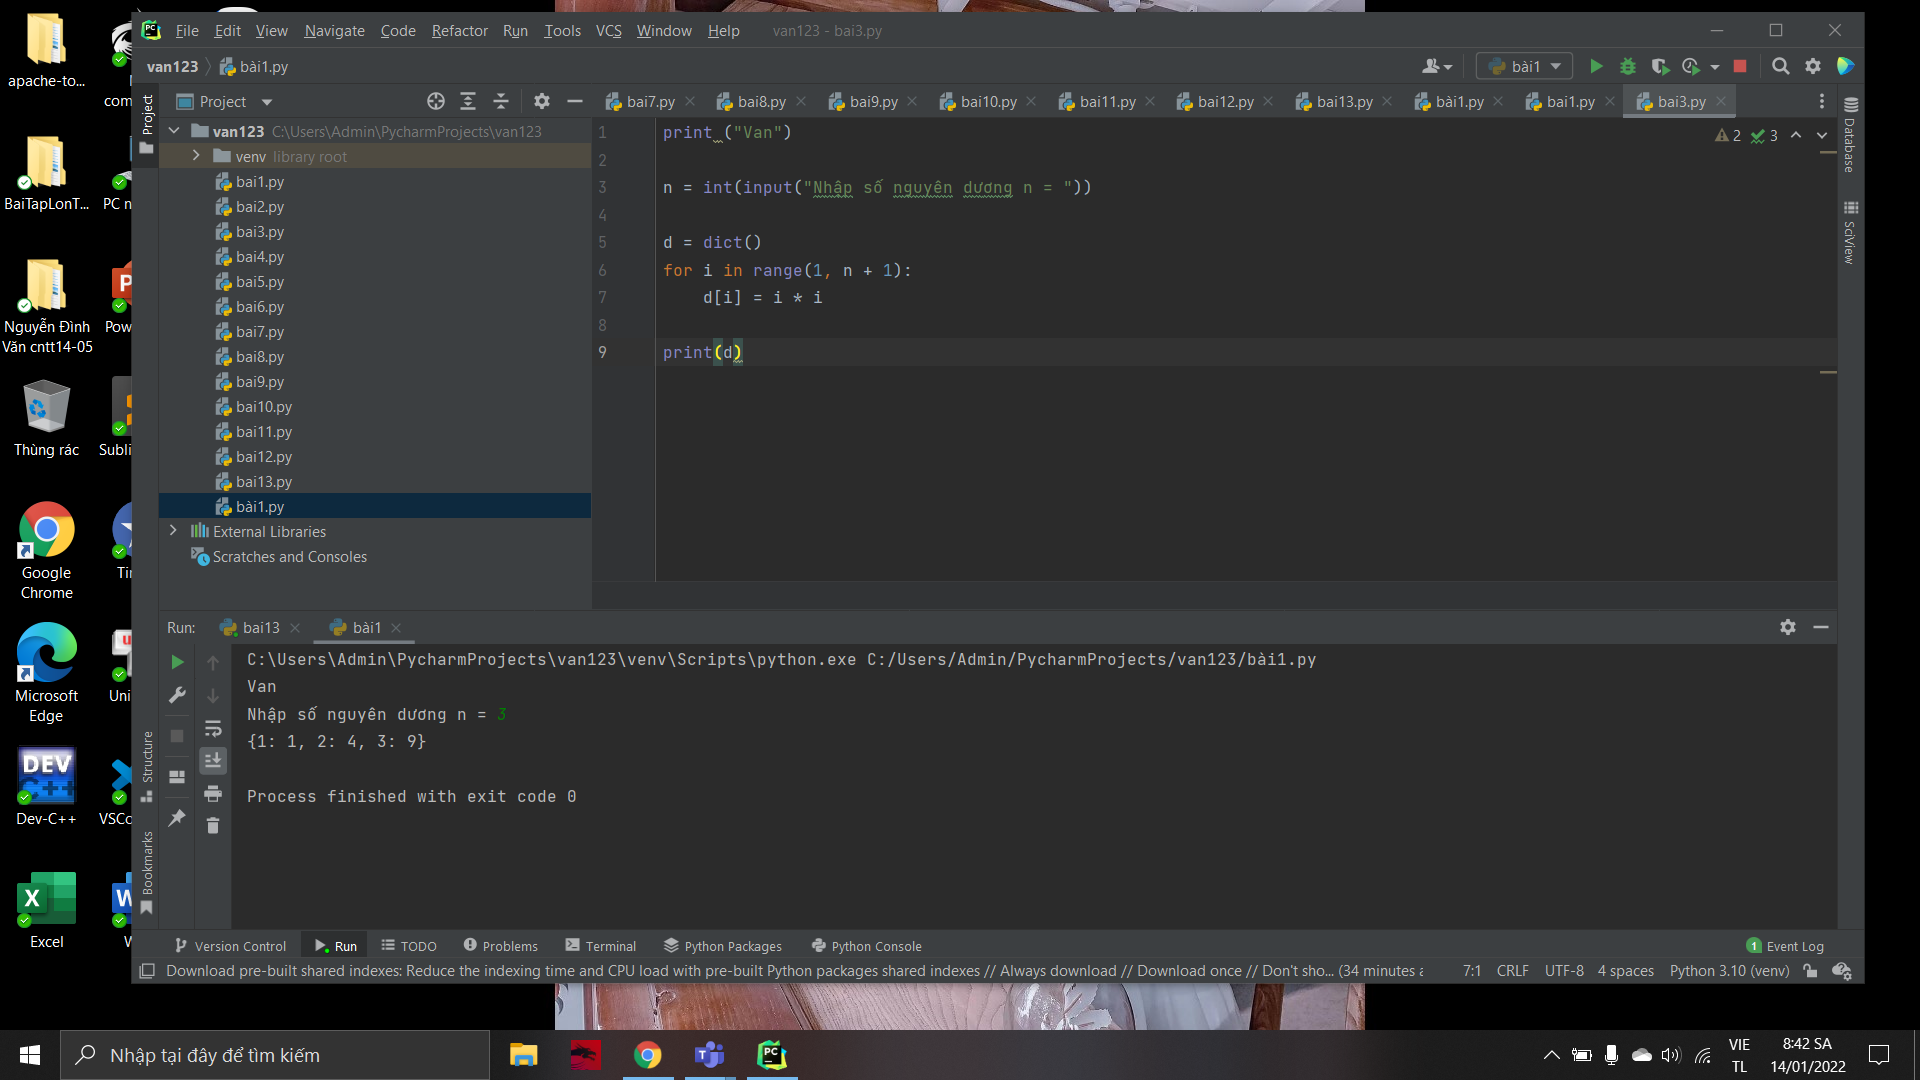 apache-to...
com
BaiTapLonT...
PC n
Nguyễn Đình
Văn cntt14-05
Pow
Thùng rác
Subli
Google
Chrome
Microsoft
Edge
Uni
DEV
C++
Dev-C++
VSCo
Excel
File Edit View Navigate Code Refactor Run Tools VCS Window Help van123 - bai3.py
van123 bài1.py
bài1
Project
bai7.py bai8.py bai9.py bai10.py bai11.py bai12.py bai13.py bài1.py bai1.py bai3.py
Project
van123 C:\Users\Admin\PycharmProjects\van123
venv library root
bai1.py
bai2.py
bai3.py
bai4.py
bai5.py
bai6.py
bai7.py
bai8.py
bai9.py
bai10.py
bai11.py
bai12.py
bai13.py
bài1.py
External Libraries
Scratches and Consoles
1 print ("Van")
2
3 n = int(input("Nhập số nguyên dương n = "))
4
5 d = dict()
6 for i in range(1, n + 1):
7 d[i] = i * i
8
9 print(d)
2 3
Database
SciView
Run: bai13 bài1
C:\Users\Admin\PycharmProjects\van123\venv\Scripts\python.exe C:/Users/Admin/PycharmProjects/van123/bài1.py
Van
Nhập số nguyên dương n = 3
{1: 1, 2: 4, 3: 9}
Process finished with exit code 0
Structure
Bookmarks
Version Control Run TODO Problems Terminal Python Packages Python Console
1 Event Log
Download pre-built shared indexes: Reduce the indexing time and CPU load with pre-built Python packages shared indexes // Always download // Download once // Don't sho... (34 minutes a
7:1 CRLF UTF-8 4 spaces Python 3.10 (venv)
Nhập tại đây để tìm kiếm
VIE
TL
8:42 SA
14/01/2022